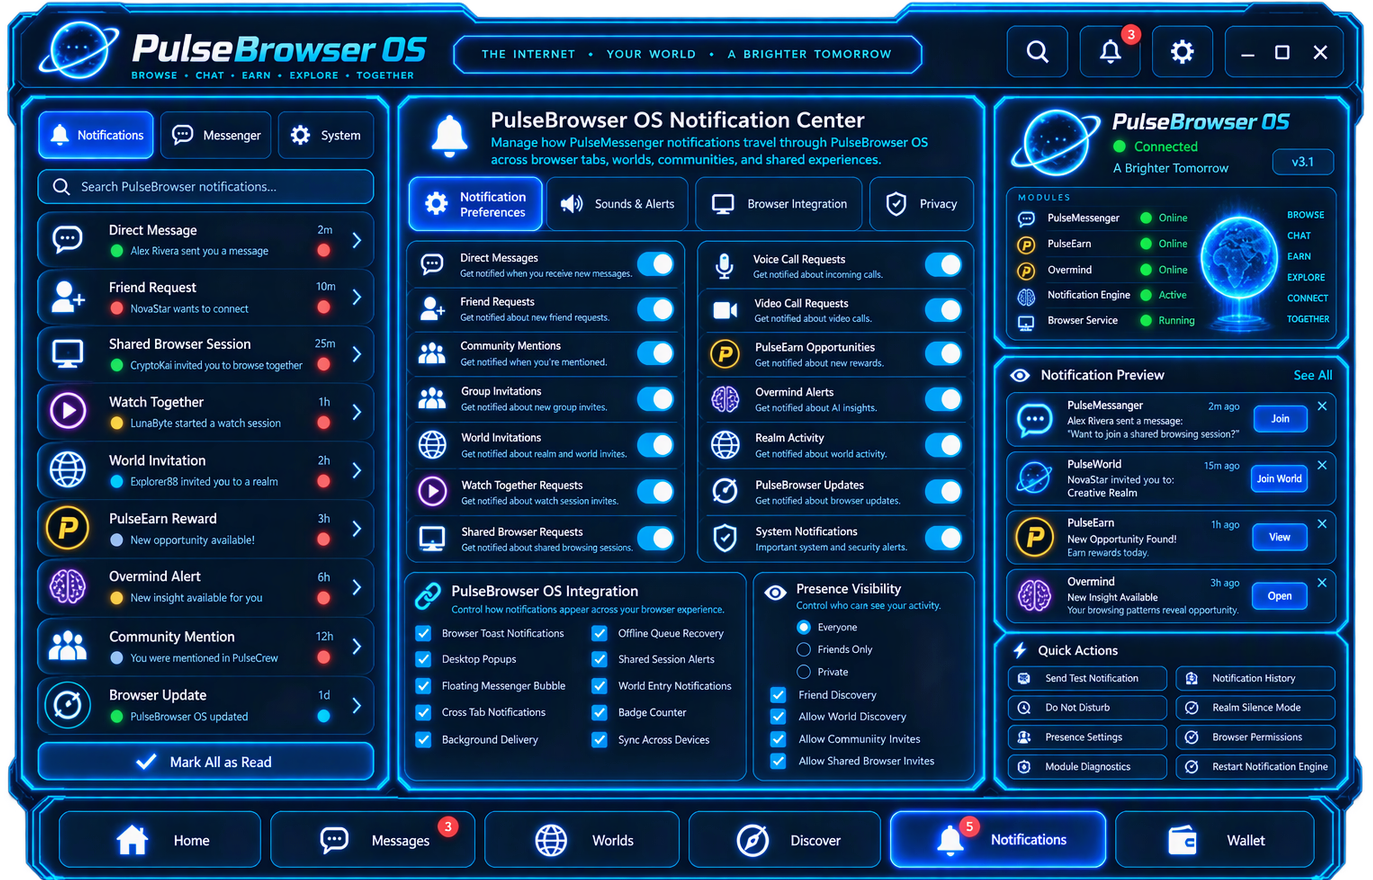 PulseBrowser OS
BROWSE • CHAT • EARN • EXPLORE • TOGETHER
THE INTERNET • YOUR WORLD • A BRIGHTER TOMORROW
3
Notifications
Messenger
System
Search PulseBrowser notifications...
Direct Message
2m
Alex Rivera sent you a message
Friend Request
10m
NovaStar wants to connect
Shared Browser Session
25m
CryptoKai invited you to browse together
Watch Together
1h
LunaByte started a watch session
World Invitation
2h
Explorer88 invited you to a realm
P
PulseEarn Reward
3h
New opportunity available!
Overmind Alert
6h
New insight available for you
Community Mention
12h
You were mentioned in PulseCrew
Browser Update
1d
PulseBrowser OS updated
Mark All as Read
PulseBrowser OS Notification Center
Manage how PulseMessenger notifications travel through PulseBrowser OS
across browser tabs, worlds, communities, and shared experiences.
Notification
Preferences
Sounds & Alerts
Browser Integration
Privacy
Direct Messages
Get notified when you receive new messages.
Friend Requests
Get notified about new friend requests.
Community Mentions
Get notified when you're mentioned.
Group Invitations
Get notified about new group invites.
World Invitations
Get notified about realm and world invites.
Watch Together Requests
Get notified about watch session invites.
Shared Browser Requests
Get notified about shared browsing sessions.
Voice Call Requests
Get notified about incoming calls.
Video Call Requests
Get notified about video calls.
P
PulseEarn Opportunities
Get notified about new rewards.
Overmind Alerts
Get notified about AI insights.
Realm Activity
Get notified about world activity.
PulseBrowser Updates
Get notified about browser updates.
System Notifications
Important system and security alerts.
PulseBrowser OS Integration
Control how notifications appear across your browser experience.
Browser Toast Notifications
Desktop Popups
Floating Messenger Bubble
Cross Tab Notifications
Background Delivery
Offline Queue Recovery
Shared Session Alerts
World Entry Notifications
Badge Counter
Sync Across Devices
Presence Visibility
Control who can see your activity.
Everyone
Friends Only
Private
Friend Discovery
Allow World Discovery
Allow Communiity Invites
Allow Shared Browser Invites
PulseBrowser OS
Connected
A Brighter Tomorrow
v3.1
MODULES
PulseMessenger
Online
P
PulseEarn
Online
P
Overmind
Online
Notification Engine
Active
Browser Service
Running
BROWSE
CHAT
EARN
EXPLORE
CONNECT
TOGETHER
Notification Preview
See All
PulseMessanger
2m ago
Alex Rivera sent a message:
"Want to join a shared browsing session?"
Join
PulseWorld
15m ago
NovaStar invited you to:
Creative Realm
Join World
P
PulseEarn
1h ago
New Opportunity Found!
Earn rewards today.
View
Overmind
3h ago
New Insight Available
Your browsing patterns reveal opportunity.
Open
Quick Actions
Send Test Notification
Notification History
Do Not Disturb
Realm Silence Mode
Presence Settings
Browser Permissions
Module Diagnostics
Restart Notification Engine
Home
Messages
3
Worlds
Discover
5
Notifications
Wallet